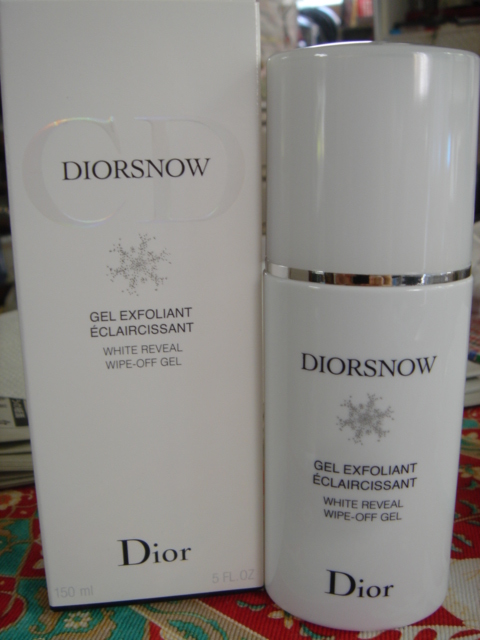 CD
DIORSNOW
GEL EXFOLIANT
ÉCLAIRCISSANT
WHITE REVEAL
WIPE-OFF GEL
Dior
150 ml
5 FL.OZ
DIORSNOW
GEL EXFOLIANT
ÉCLAIRCISSANT
WHITE REVEAL
WIPE-OFF GEL
Dior